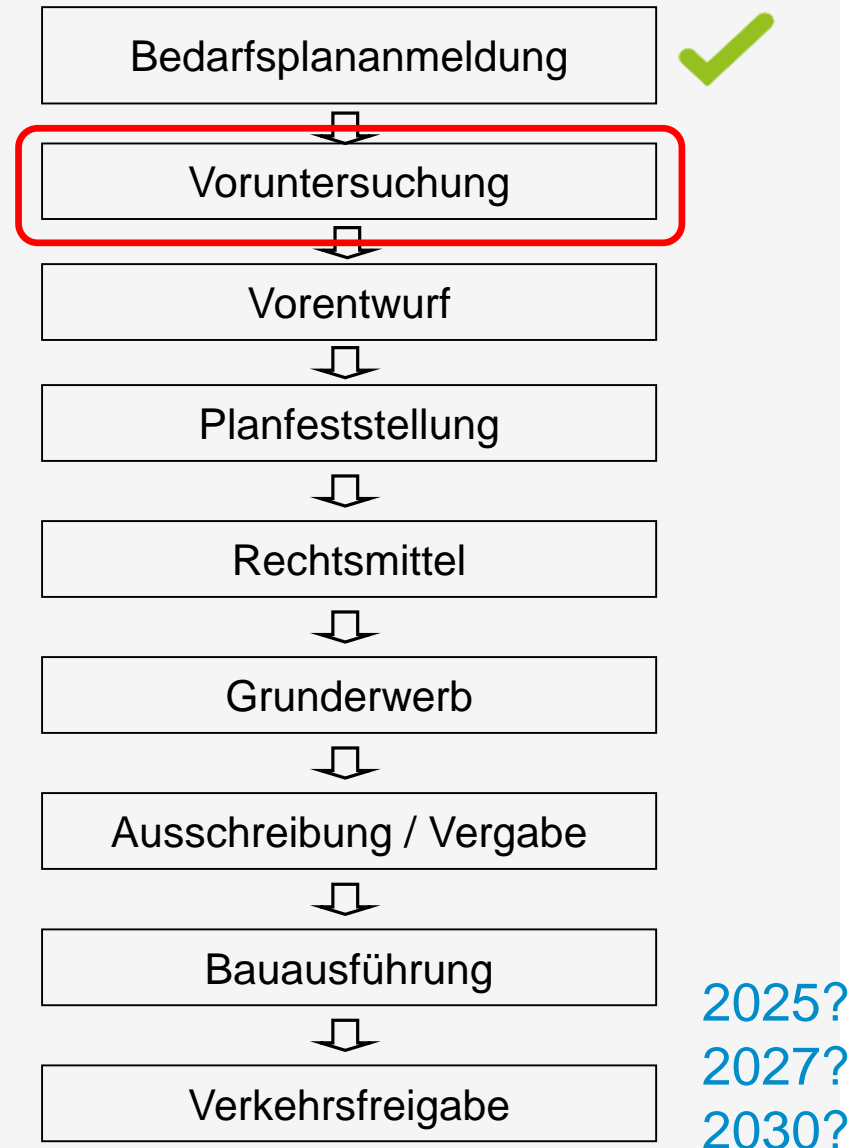 Bedarfsplananmeldung
Voruntersuchung
Vorentwurf
Planfeststellung
Rechtsmittel
Grunderwerb
Ausschreibung / Vergabe
Bauausführung
2025?
2027?
Verkehrsfreigabe
2030?